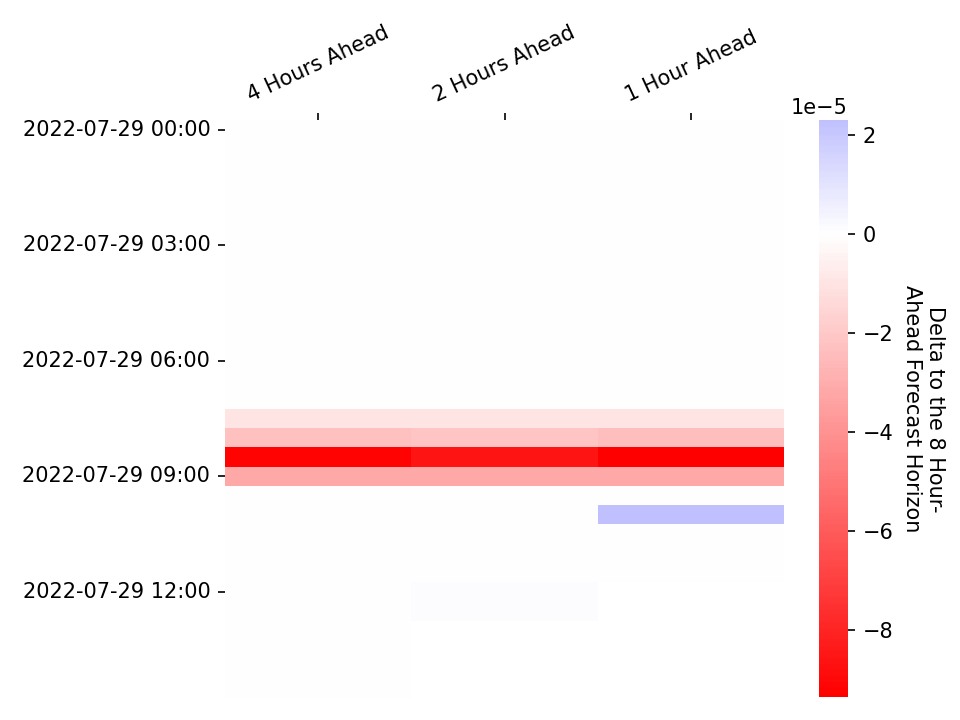 4 Hours Ahead
2 Hours Ahead
1 Hour Ahead
1e−5
2022-07-29 00:00
2022-07-29 03:00
2022-07-29 06:00
2022-07-29 09:00
2022-07-29 12:00
2
0
−2
−4
−6
−8
Delta to the 8 Hour-
Ahead Forecast Horizon